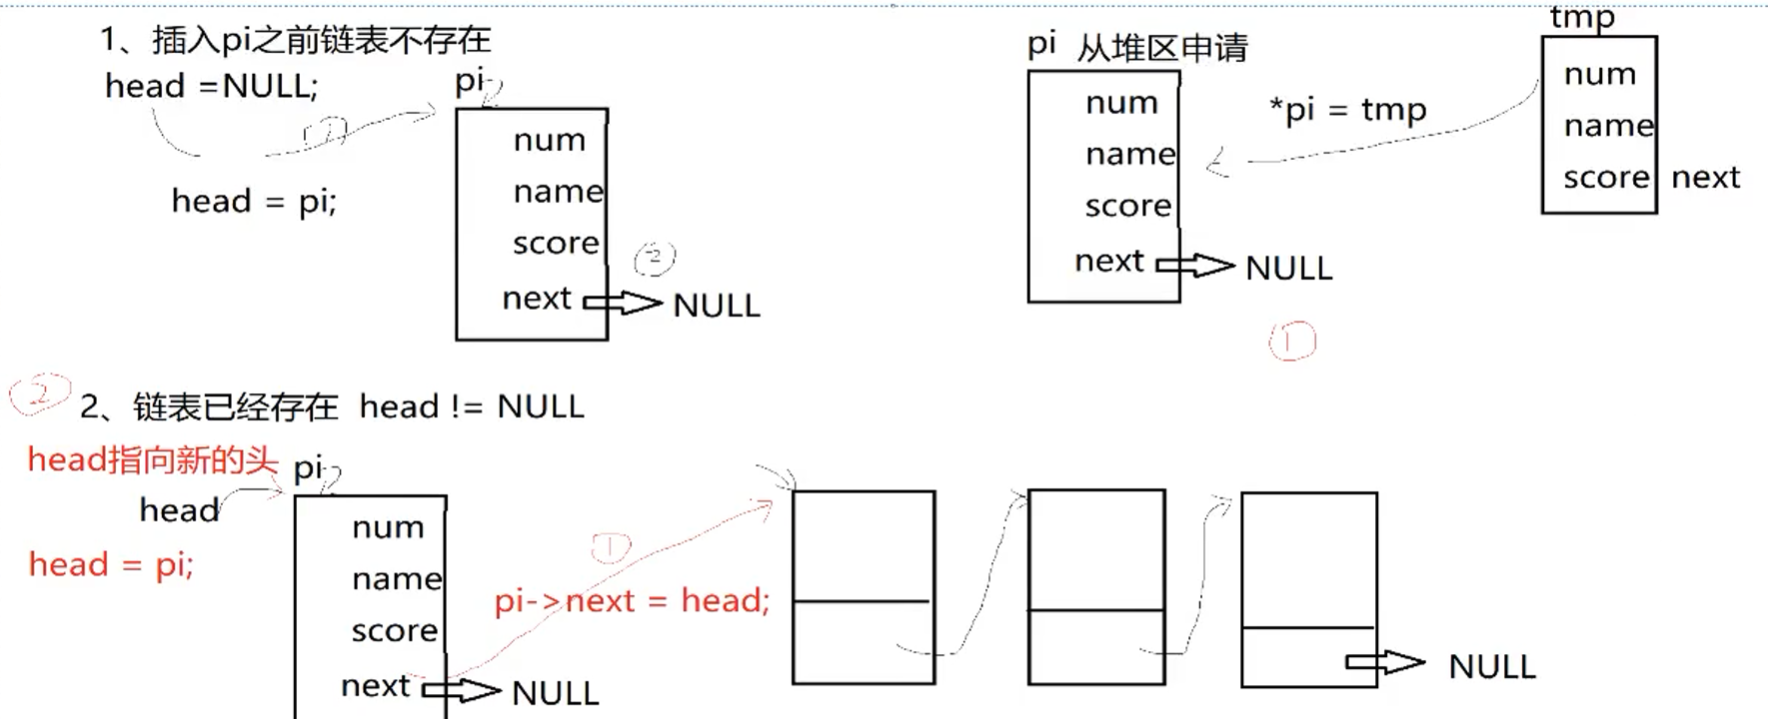 1、插入pi之前链表不存在
head =NULL;
①
head = pi;
pi
num
name
score
②
next
NULL
pi 从堆区申请
num
name
score
next
NULL
*pi = tmp
tmp
num
name
score next
①
②
2、链表已经存在 head != NULL
head指向新的头
head
head = pi;
pi
num
name
score
next
NULL
①
pi->next = head;
NULL